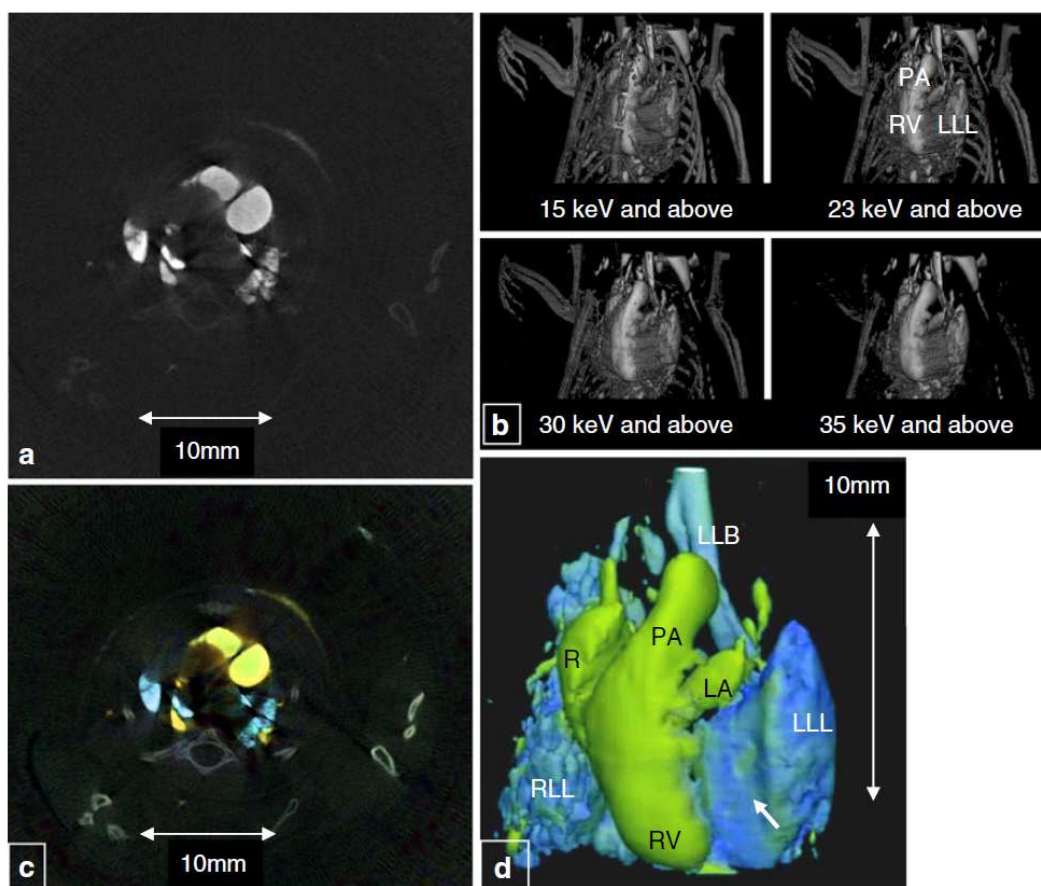 a
10mm
PA
RV LLL
15 keV and above
23 keV and above
b
30 keV and above
35 keV and above
c
10mm
10mm
LLB
PA
R
LA
LLL
RLL
RV
d